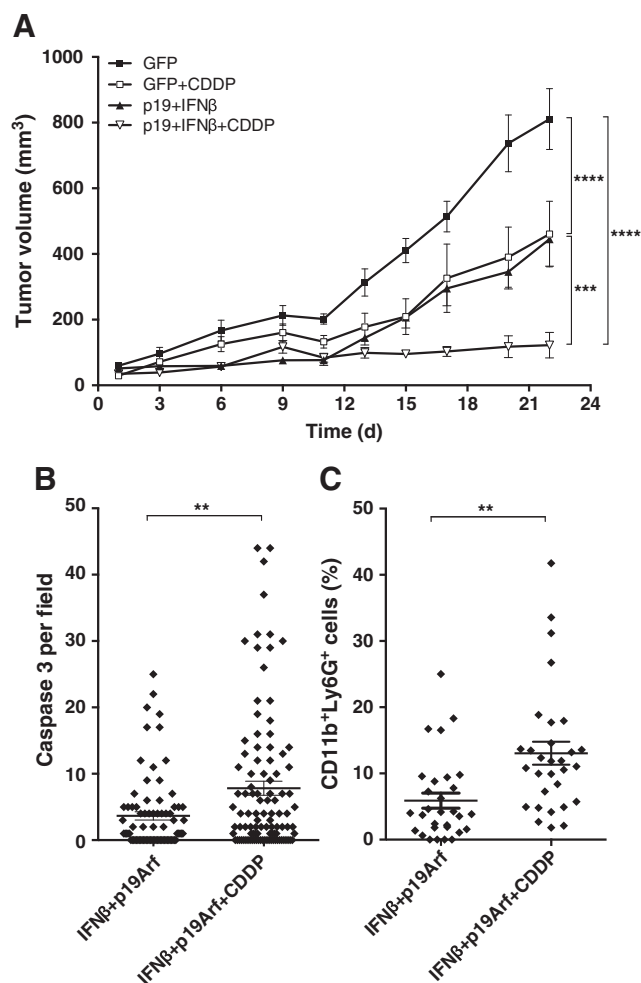 A
GFP
GFP+CDDP
p19+IFNβ
p19+IFNβ+CDDP
Tumor volume (mm³)
1000
800
600
400
200
0
0 3 6 9 12 15 18 21 24
Time (d)
****
***
****
B
**
Caspase 3 per field
50
40
30
20
10
0
IFNβ+p19Arf
IFNβ+p19Arf+CDDP
C
**
CD11b⁺Ly6G⁺ cells (%)
50
40
30
20
10
0
IFNβ+p19Arf
IFNβ+p19Arf+CDDP